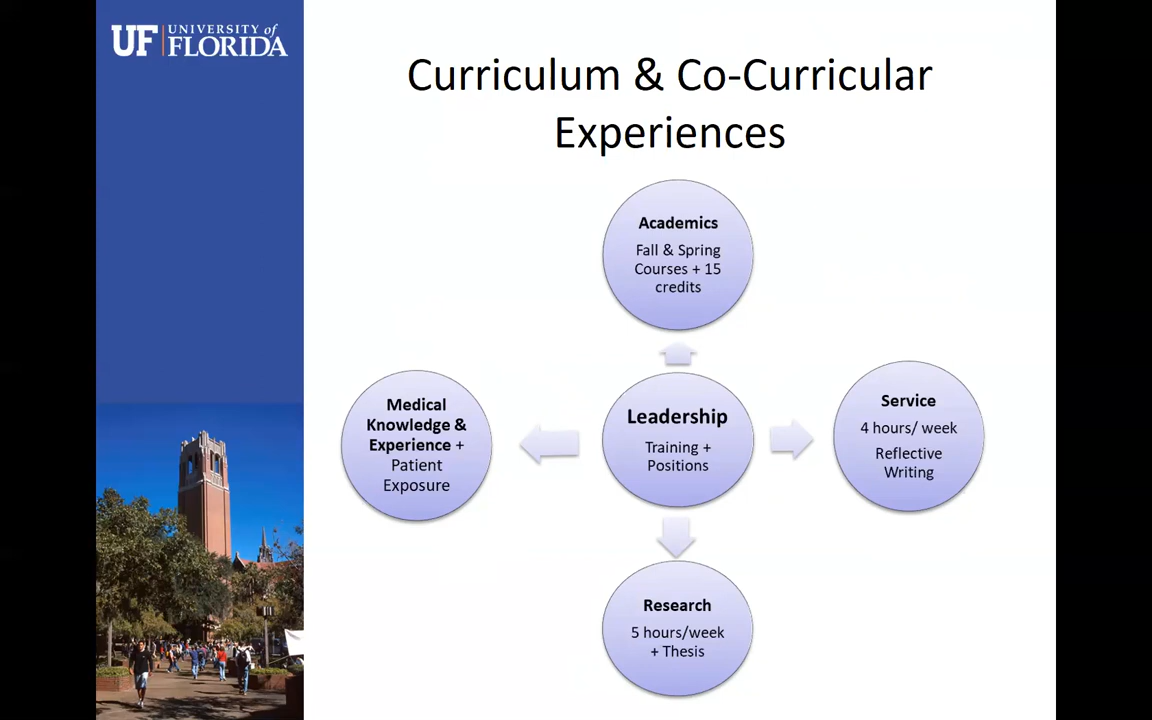 UF UNIVERSITY of
FLORIDA
Curriculum & Co-Curricular
Experiences
Academics
Fall & Spring
Courses + 15
credits
Medical
Knowledge &
Experience +
Patient
Exposure
Leadership
Training +
Positions
Service
4 hours/ week
Reflective
Writing
Research
5 hours/week
+ Thesis